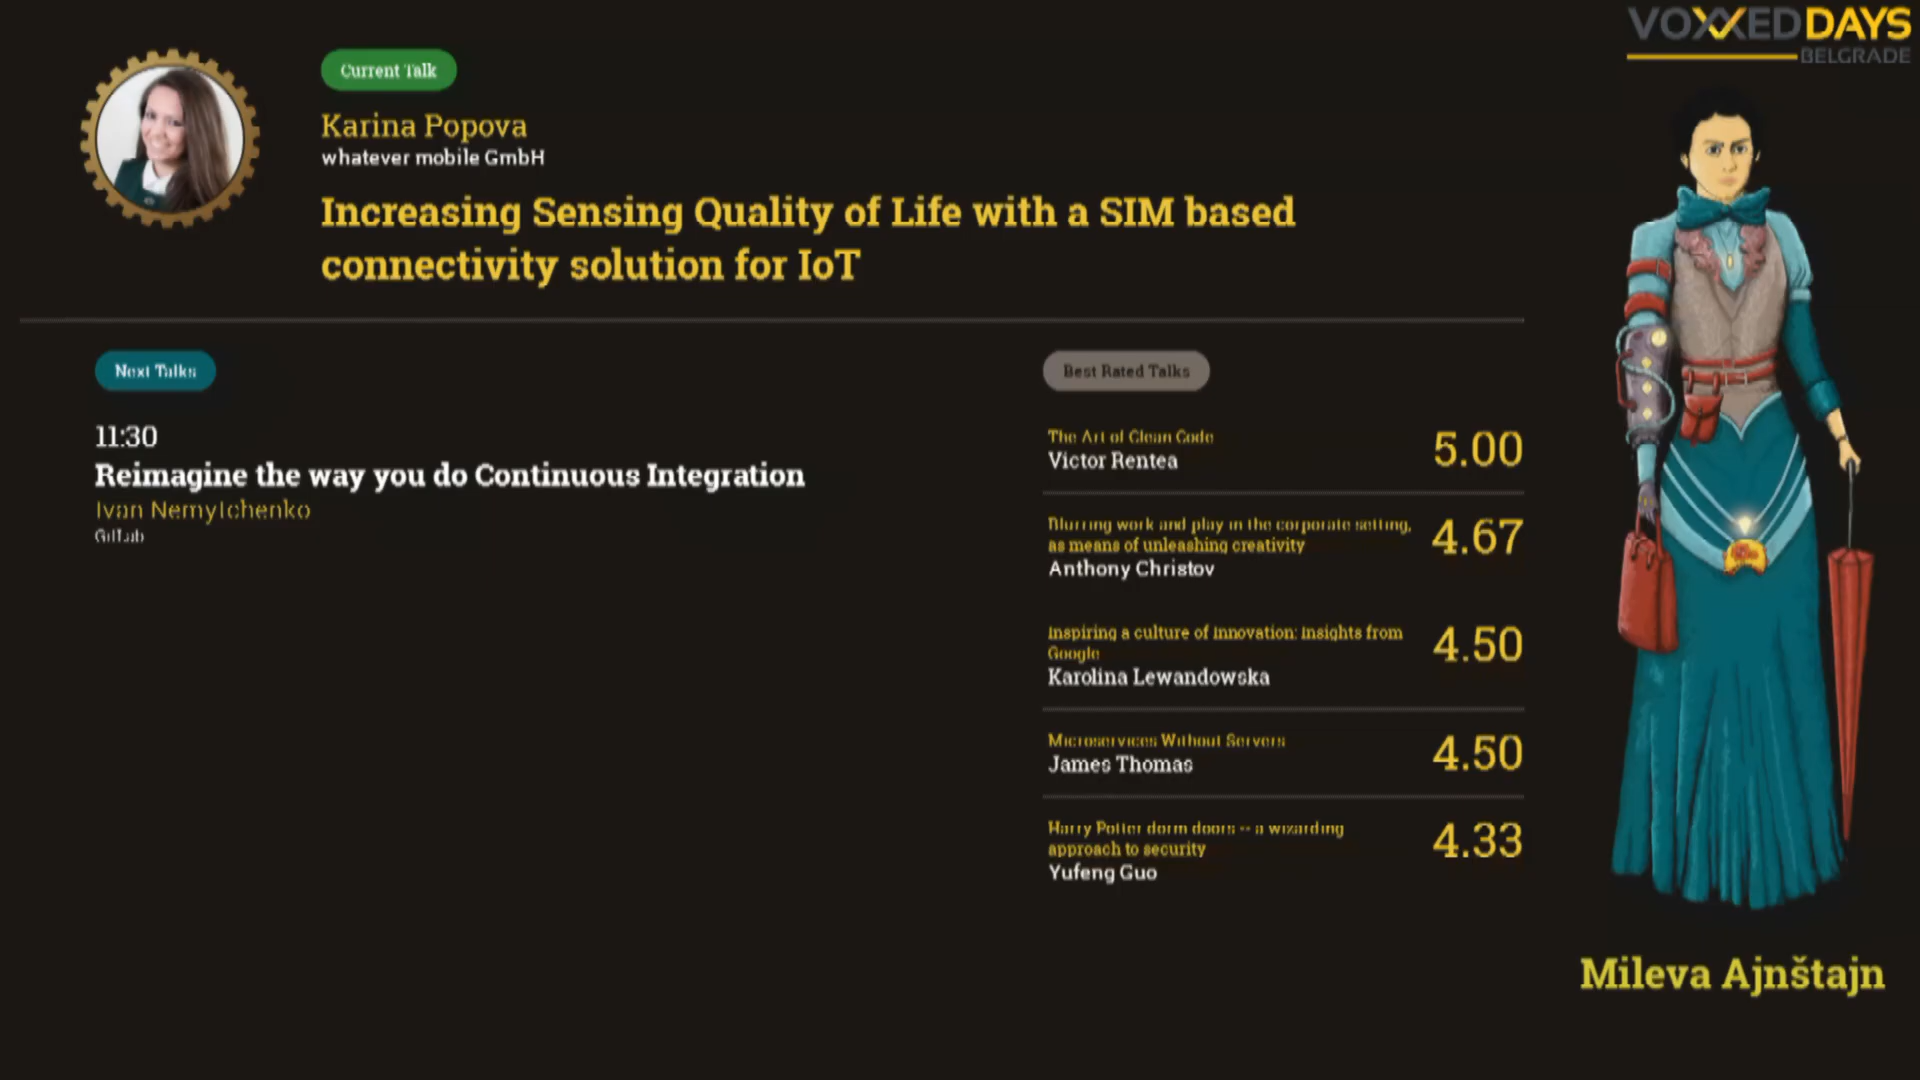 VOXXED DAYS
BELGRADE
Current Talk
Karina Popova
whatever mobile GmbH
Increasing Sensing Quality of Life with a SIM based
connectivity solution for IoT
Next Talks
11:30
Reimagine the way you do Continuous Integration
Ivan Nemytchenko
GitLab
Best Rated Talks
The Art of Clean Code
Victor Rentea
5.00
Blurring work and play in the corporate setting,
as means of unleashing creativity
Anthony Christov
4.67
Inspiring a culture of innovation: Insights from
Google
Karolina Lewandowska
4.50
Microservices Without Servers
James Thomas
4.50
Harry Potter dorm doors -- a wizarding
approach to security
Yufeng Guo
4.33
Mileva Ajnštajn